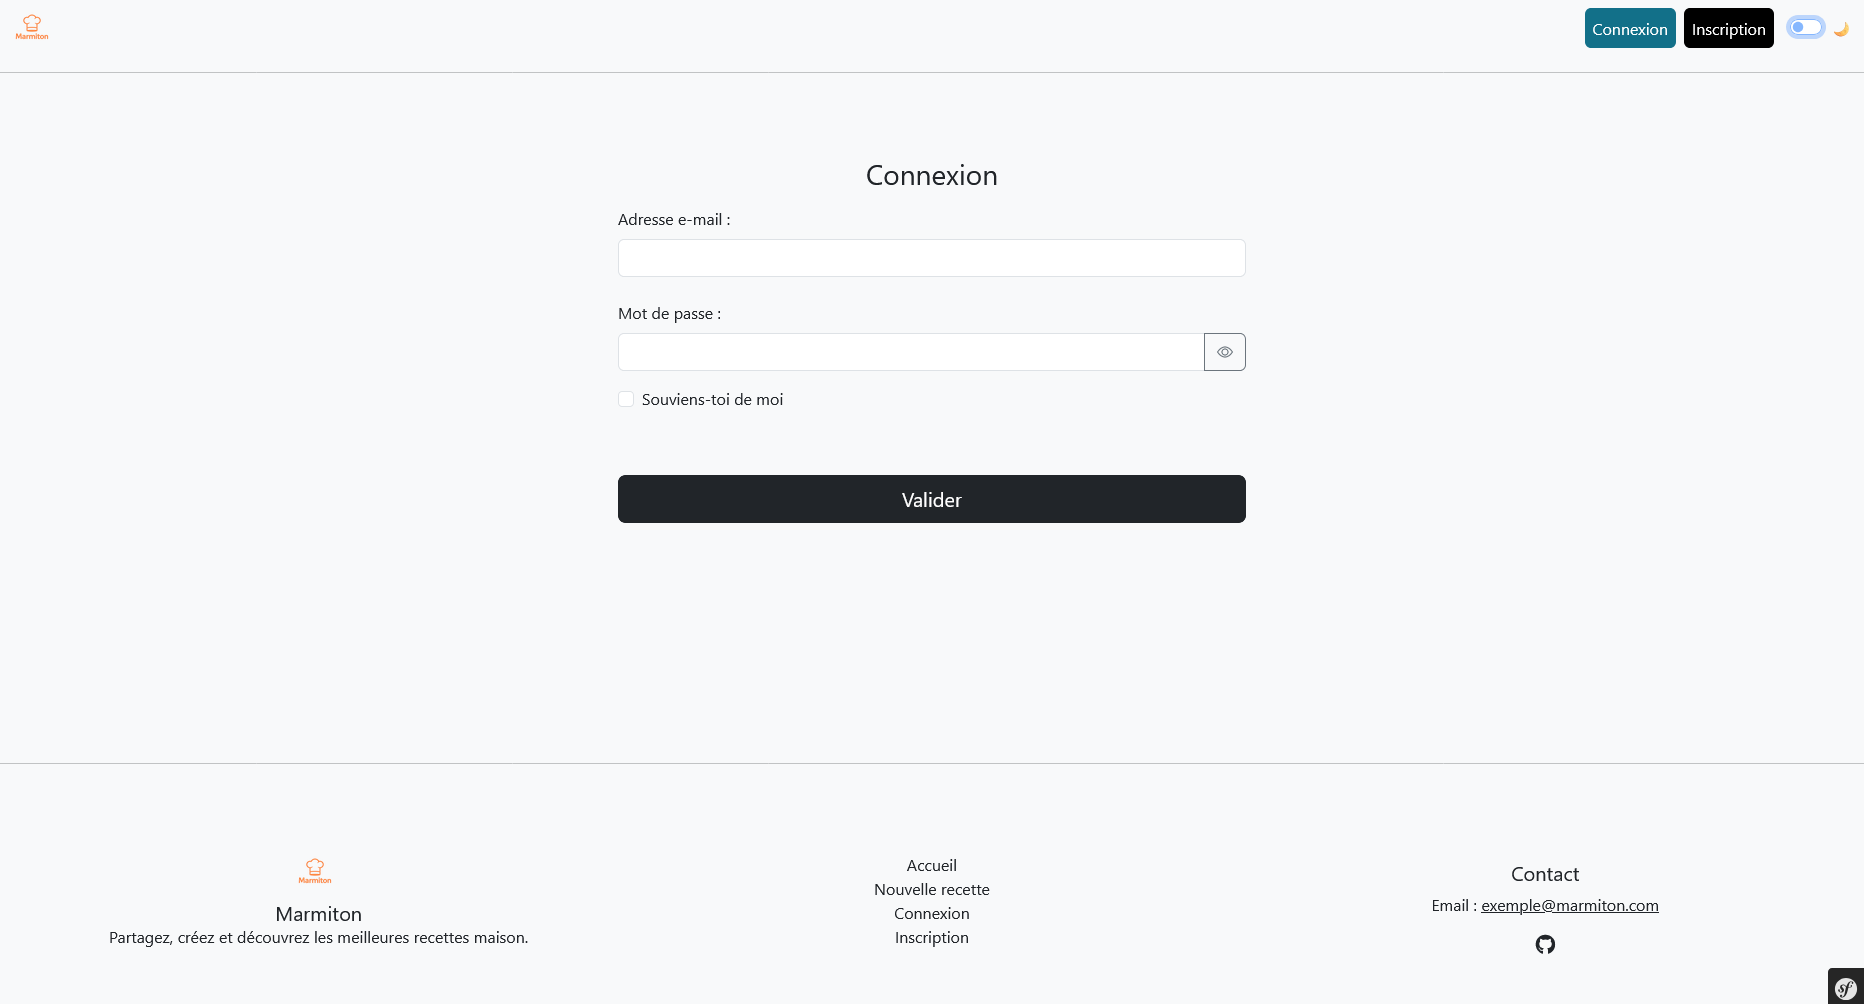 Marmiton
Connexion
Inscription
Connexion
Adresse e-mail :
Mot de passe :
Souviens-toi de moi
Valider
Marmiton
Marmiton
Partagez, créez et découvrez les meilleures recettes maison.
Accueil
Nouvelle recette
Connexion
Inscription
Contact
Email : exemple@marmiton.com
sf